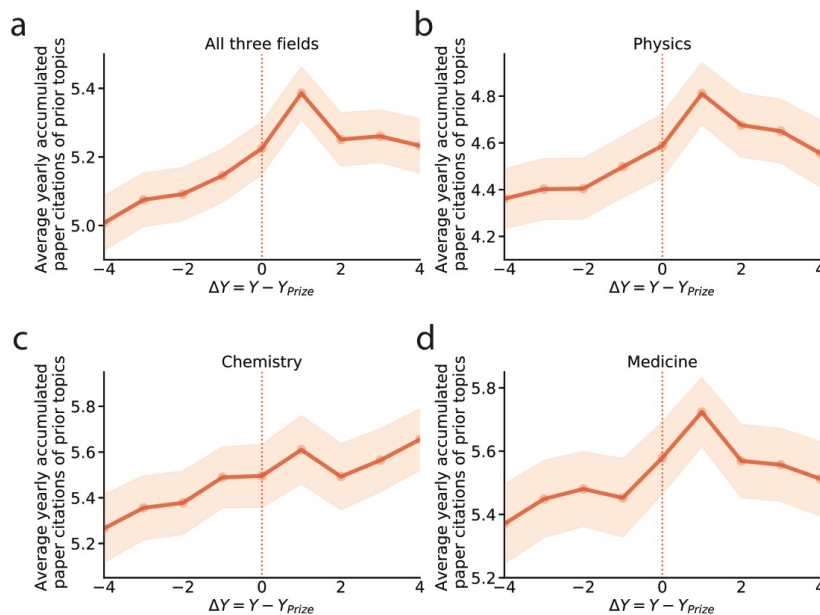 a
All three fields
Average yearly accumulated
paper citations of prior topics
5.4
5.2
5.0
−4 −2 0 2 4
ΔY = Y − Y_Prize
b
Physics
Average yearly accumulated
paper citations of prior topics
4.8
4.6
4.4
4.2
−4 −2 0 2 4
ΔY = Y − Y_Prize
c
Chemistry
Average yearly accumulated
paper citations of prior topics
5.8
5.6
5.4
5.2
−4 −2 0 2 4
ΔY = Y − Y_Prize
d
Medicine
Average yearly accumulated
paper citations of prior topics
5.8
5.6
5.4
5.2
−4 −2 0 2 4
ΔY = Y − Y_Prize